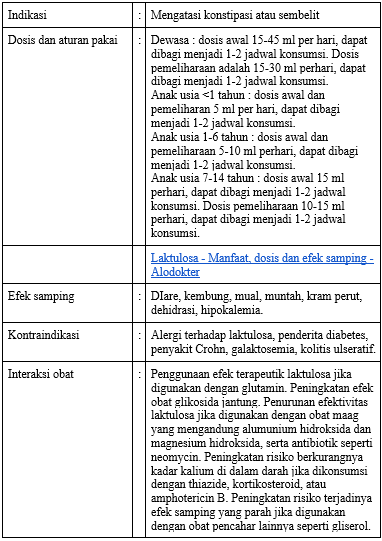 Indikasi : Mengatasi konstipasi atau sembelit
Dosis dan aturan pakai : Dewasa : dosis awal 15-45 ml per hari, dapat
dibagi menjadi 1-2 jadwal konsumsi. Dosis
pemeliharaan adalah 15-30 ml perhari, dapat
dibagi menjadi 1-2 jadwal konsumsi.
Anak usia <1 tahun : dosis awal dan
pemeliharan 5 ml per hari, dapat dibagi
menjadi 1-2 jadwal konsumsi.
Anak usia 1-6 tahun : dosis awal dan
pemeliharaan 5-10 ml perhari, dapat dibagi
menjadi 1-2 jadwal konsumsi.
Anak usia 7-14 tahun : dosis awal 15 ml
perhari, dapat dibagi menjadi 1-2 jadwal
konsumsi. Dosis pemeliharaan 10-15 ml
perhari, dapat dibagi menjadi 1-2 jadwal
konsumsi.
Laktulosa - Manfaat, dosis dan efek samping -
Alodokter
Efek samping : DIare, kembung, mual, muntah, kram perut,
dehidrasi, hipokalemia.
Kontraindikasi : Alergi terhadap laktulosa, penderita diabetes,
penyakit Crohn, galaktosemia, kolitis ulseratif.
Interaksi obat : Penggunaan efek terapeutik laktulosa jika
digunakan dengan glutamin. Peningkatan efek
obat glikosida jantung. Penurunan efektivitas
laktulosa jika digunakan dengan obat maag
yang mengandung alumunium hidroksida dan
magnesium hidroksida, serta antibiotik seperti
neomycin. Peningkatan risiko berkurangnya
kadar kalium di dalam darah jika dikonsumsi
dengan thiazide, kortikosteroid, atau
amphotericin B. Peningkatan risiko terjadinya
efek samping yang parah jika digunakan
dengan obat pencahar lainnya seperti gliserol.